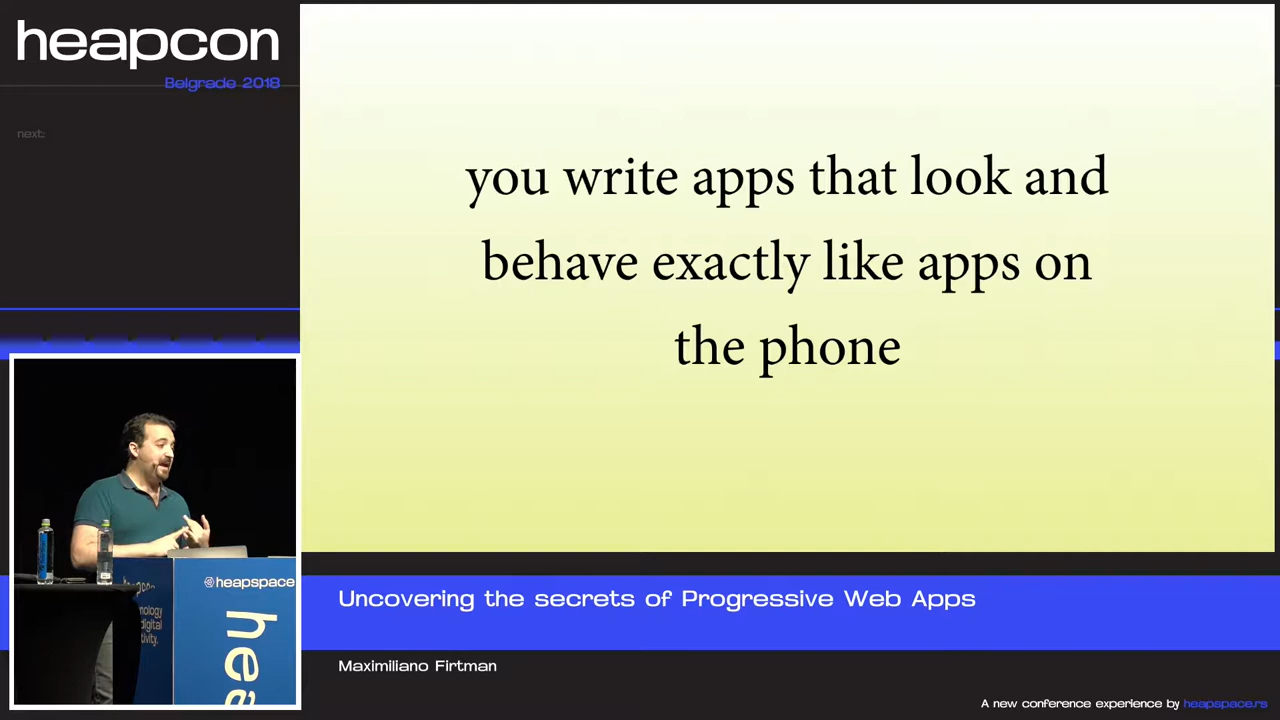 heapcon
Belgrade 2018
next:
you write apps that look and
behave exactly like apps on
the phone
heapspace
hea
Uncovering the secrets of Progressive Web Apps
Maximiliano Firtman
A new conference experience by heapspace.rs